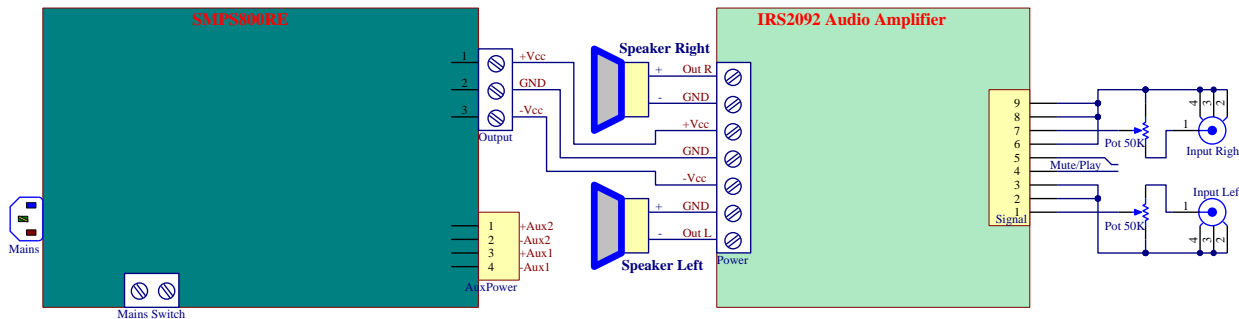 SMPS800RE
1 +Vcc
2 GND
3 -Vcc
Output
Mains
Mains Switch
1 +Aux2
2 -Aux2
3 +Aux1
4 -Aux1
AuxPower
Speaker Right
+ Out R
- GND
+Vcc
GND
-Vcc
+ GND
- Out L
Speaker Left
Power
IRS2092 Audio Amplifier
9
8
7
6
5
4
3
2
1
Signal
Mute/Play
Pot 50K
1
4
3
2
Input Righ
Pot 50K
1
Input Lef
4
3
2